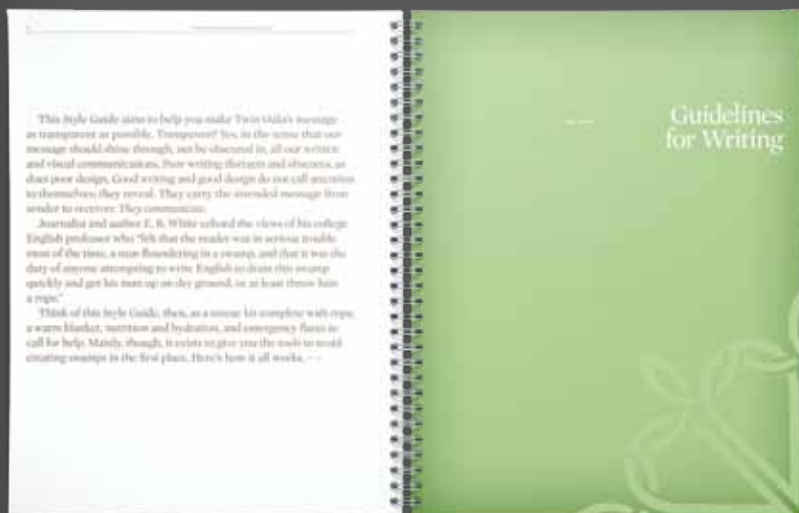 This Style Guide aims to help you make Twin Oaks's message
as transparent as possible. Transparent? Yes, in the sense that our
message should shine through, not be obscured in, all our written
and visual communications. Poor writing distracts and obscures, as
does poor design. Good writing and good design do not call attention
to themselves; they reveal. They carry the intended message from
sender to receiver. They communicate.
Journalist and author E. B. White echoed the views of his college
English professor who "felt that the reader was in serious trouble
most of the time, a man floundering in a swamp, and that it was the
duty of anyone attempting to write English to drain this swamp
quickly and get his man up on dry ground, or at least throw him
a rope."
Think of this Style Guide, then, as a rescue kit complete with rope,
a warm blanket, nutrition and hydration, and emergency flares to
call for help. Mainly, though, it exists to give you the tools to avoid
creating swamps in the first place. Here's how it all works.
Guidelines
for Writing